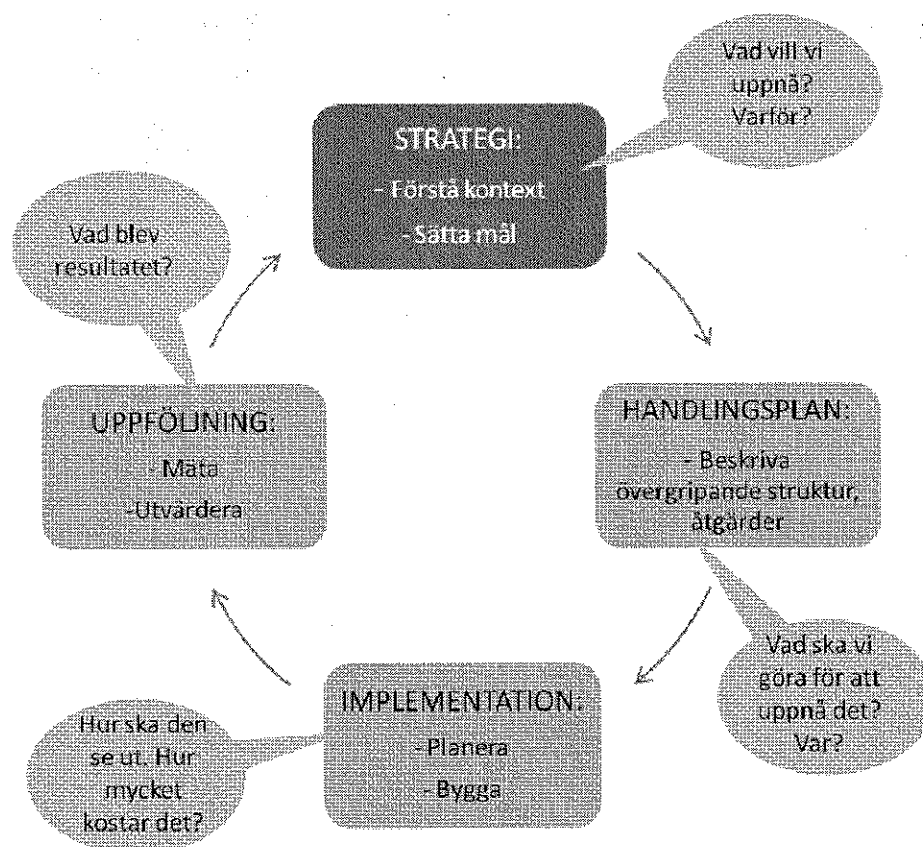 Vad vill vi
uppnå?
Varför?
STRATEGI:
- Förstå kontext
- Sätta mål
Vad blev
resultatet?
UPPFÖLJNING:
- Mäta
-Utvärdera
HANDLINGSPLAN:
- Beskriva
övergripande struktur,
åtgärder
Vad ska vi
göra för att
uppnå det?
Var?
IMPLEMENTATION:
- Planera
- Bygga
Hur ska den
se ut. Hur
mycket
kostar det?